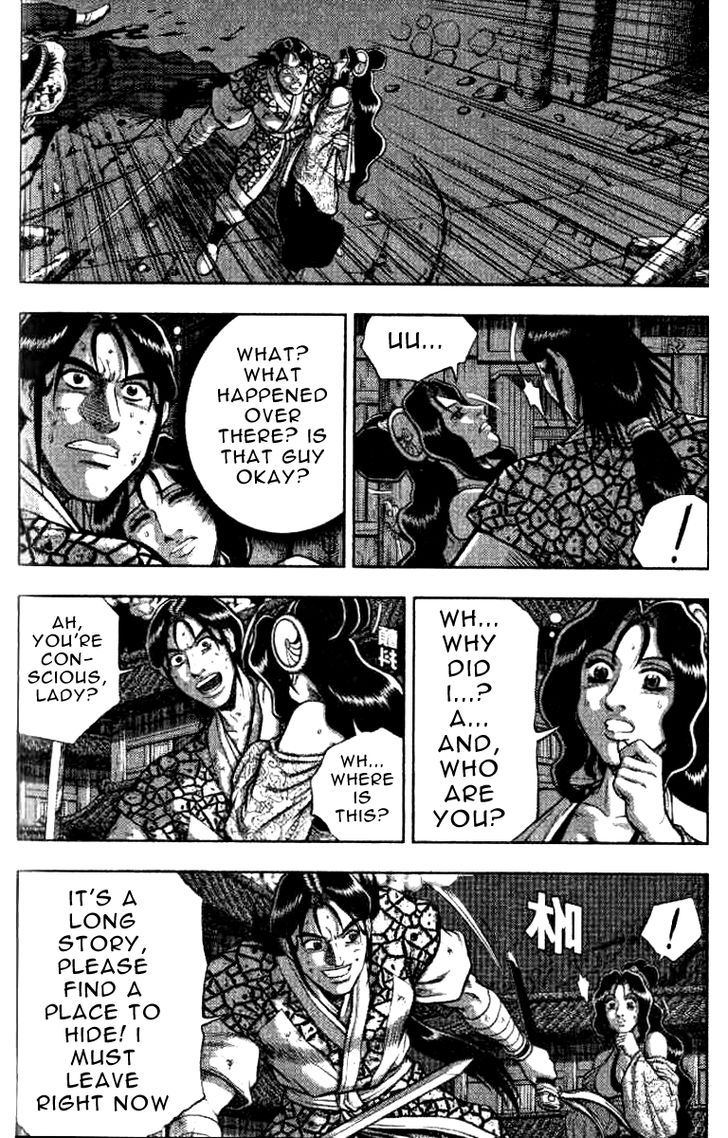 WHAT?
WHAT
HAPPENED
OVER
THERE? IS
THAT GUY
OKAY?
UU...
!
AH,
YOU'RE
CON-
SCIOUS,
LADY?
WH...
WHERE
IS
THIS?
WH...
WHY
DID
I...?
A...
AND,
WHO
ARE
YOU?
IT'S A
LONG
STORY,
PLEASE
FIND A
PLACE TO
HIDE! I
MUST
LEAVE
RIGHT NOW
!